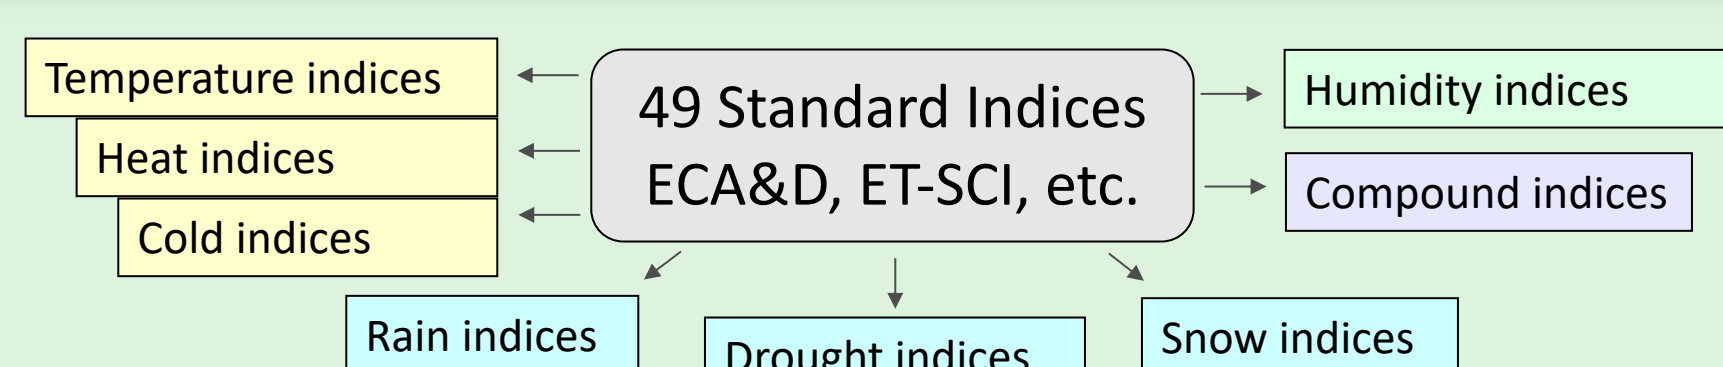 Temperature indices
Heat indices
Cold indices
49 Standard Indices
ECA&D, ET-SCI, etc.
Humidity indices
Compound indices
Rain indices
Drought indices
Snow indices